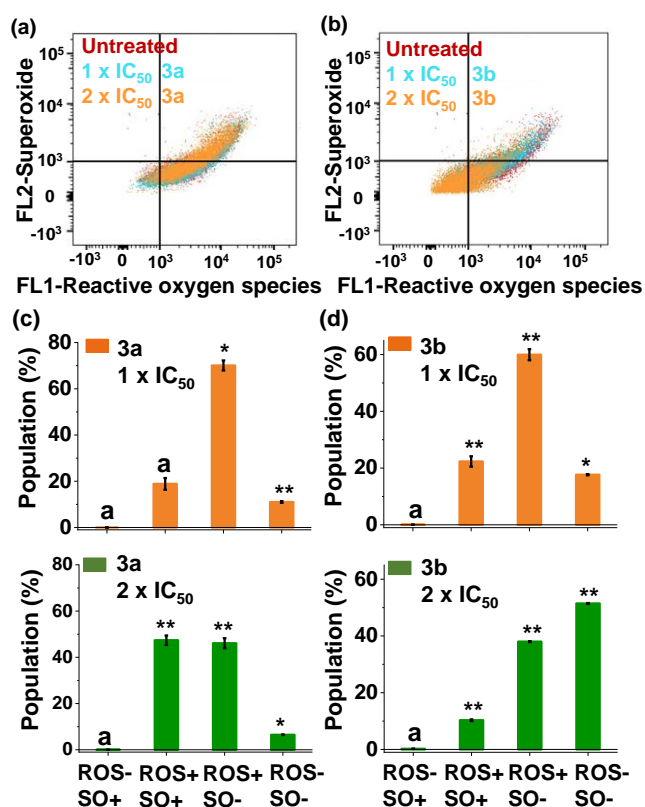 (a)
Untreated
1 x IC50 3a
2 x IC50 3a
10^5
10^4
10^3
0
-10^3
FL2-Superoxide
-10^3 0 10^3 10^4 10^5
FL1-Reactive oxygen species
(b)
Untreated
1 x IC50 3b
2 x IC50 3b
10^5
10^4
10^3
0
-10^3
FL2-Superoxide
-10^3 0 10^3 10^4 10^5
FL1-Reactive oxygen species
(c)
3a
1 x IC50
80
60
40
20
0
Population (%)
a
a
*
**
(d)
3b
1 x IC50
60
40
20
0
Population (%)
a
**
**
*
3a
2 x IC50
80
60
40
20
0
Population (%)
a
**
**
*
ROS- ROS+ ROS+ ROS-
SO+ SO+ SO- SO-
3b
2 x IC50
60
40
20
0
Population (%)
a
**
**
**
ROS- ROS+ ROS+ ROS-
SO+ SO+ SO- SO-